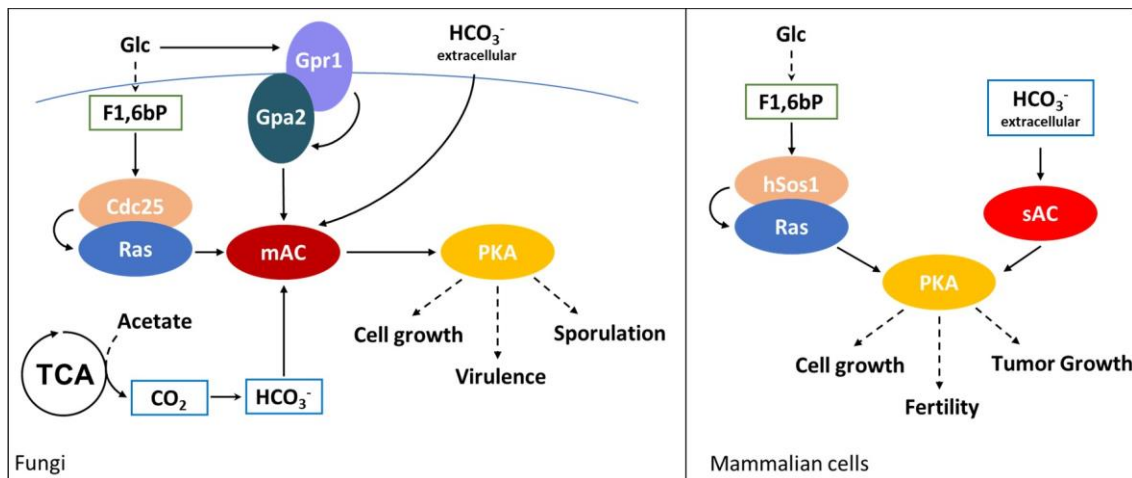 Glc
Gpr1
HCO₃⁻
extracellular
F1,6bP
Gpa2
Cdc25
Ras
mAC
PKA
Acetate
Cell growth
Sporulation
Virulence
TCA
CO₂
HCO₃⁻
Fungi
Glc
F1,6bP
HCO₃⁻
extracellular
hSos1
Ras
sAC
PKA
Cell growth
Tumor Growth
Fertility
Mammalian cells